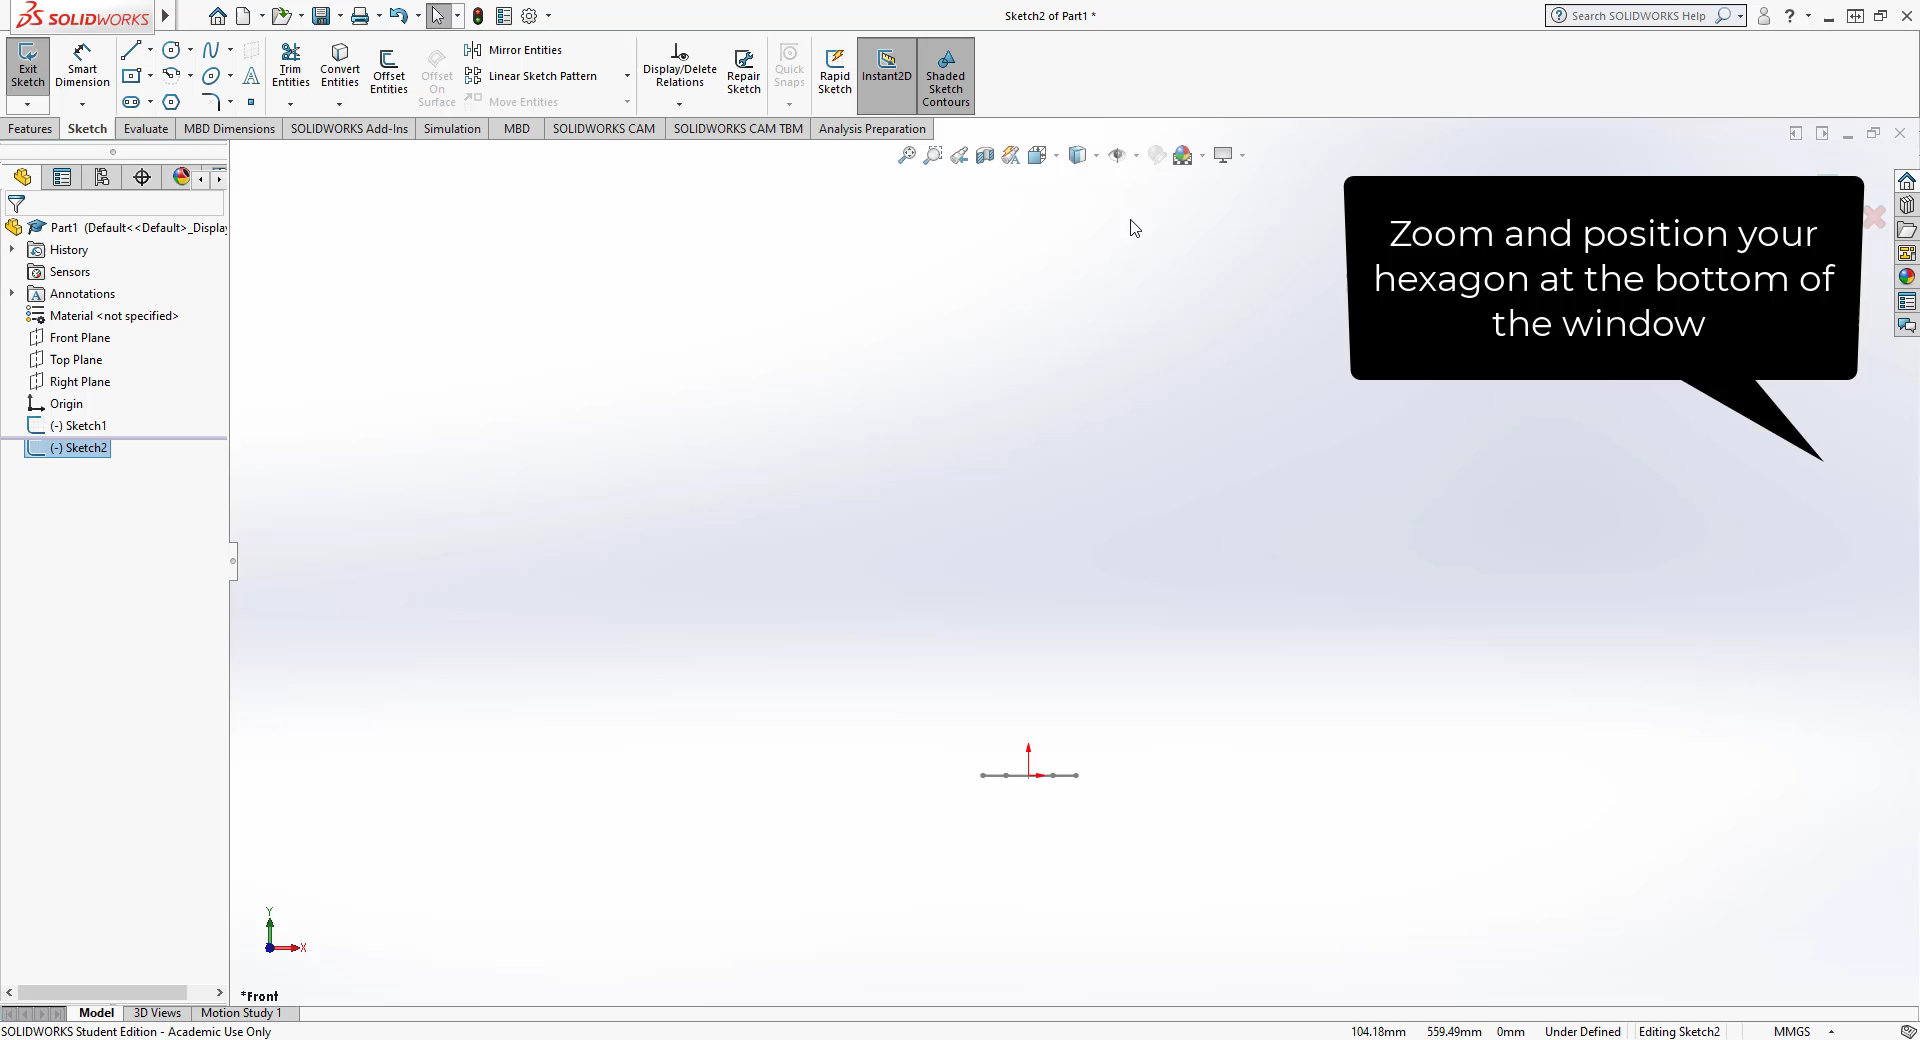 SOLIDWORKS
Sketch2 of Part1 *
Search SOLIDWORKS Help
Exit Sketch
Smart Dimension
Trim Entities
Convert Entities
Offset Entities
Offset On Surface
Mirror Entities
Linear Sketch Pattern
Move Entities
Display/Delete Relations
Repair Sketch
Quick Snaps
Rapid Sketch
Instant2D
Shaded Sketch Contours
Features
Sketch
Evaluate
MBD Dimensions
SOLIDWORKS Add-Ins
Simulation
MBD
SOLIDWORKS CAM
SOLIDWORKS CAM TBM
Analysis Preparation
Part1 (Default<<Default>_Display
History
Sensors
Annotations
Material <not specified>
Front Plane
Top Plane
Right Plane
Origin
(-) Sketch1
(-) Sketch2
Zoom and position your
hexagon at the bottom of
the window
Y
X
*Front
Model
3D Views
Motion Study 1
SOLIDWORKS Student Edition - Academic Use Only
104.18mm
559.49mm
0mm
Under Defined
Editing Sketch2
MMGS